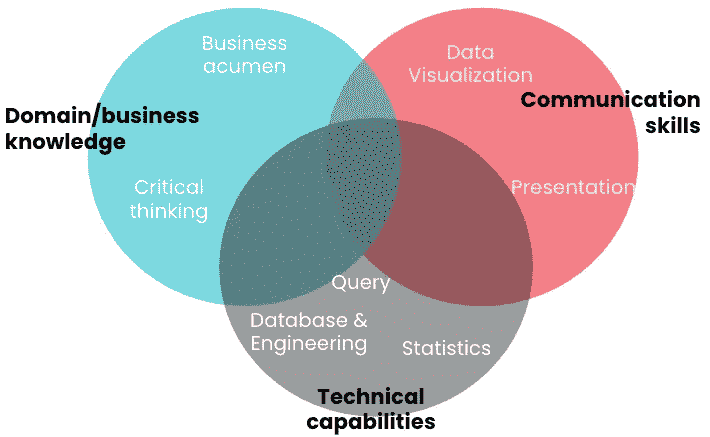 Business
acumen
Data
Visualization
Domain/business
knowledge
Communication
skills
Critical
thinking
Presentation
Query
Database &
Engineering
Statistics
Technical
capabilities